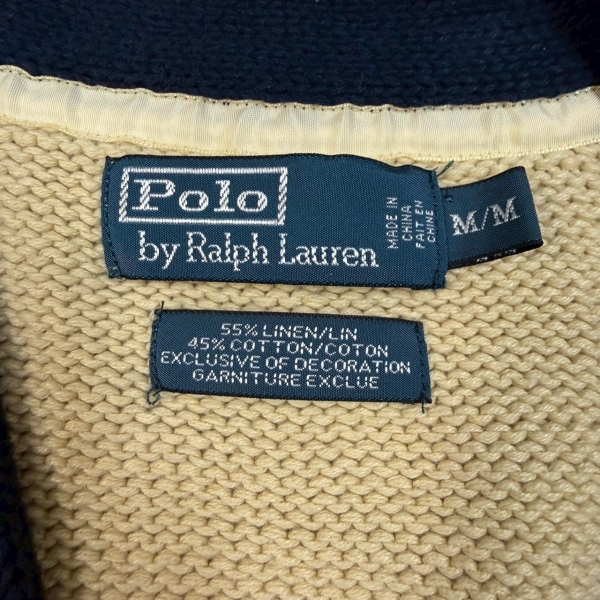 Polo
by Ralph Lauren
MADE IN
CHINA
FAIT EN
CHINE
M/M
55% LINEN/LIN
45% COTTON/COTON
EXCLUSIVE OF DECORATION
GARNITURE EXCLUE